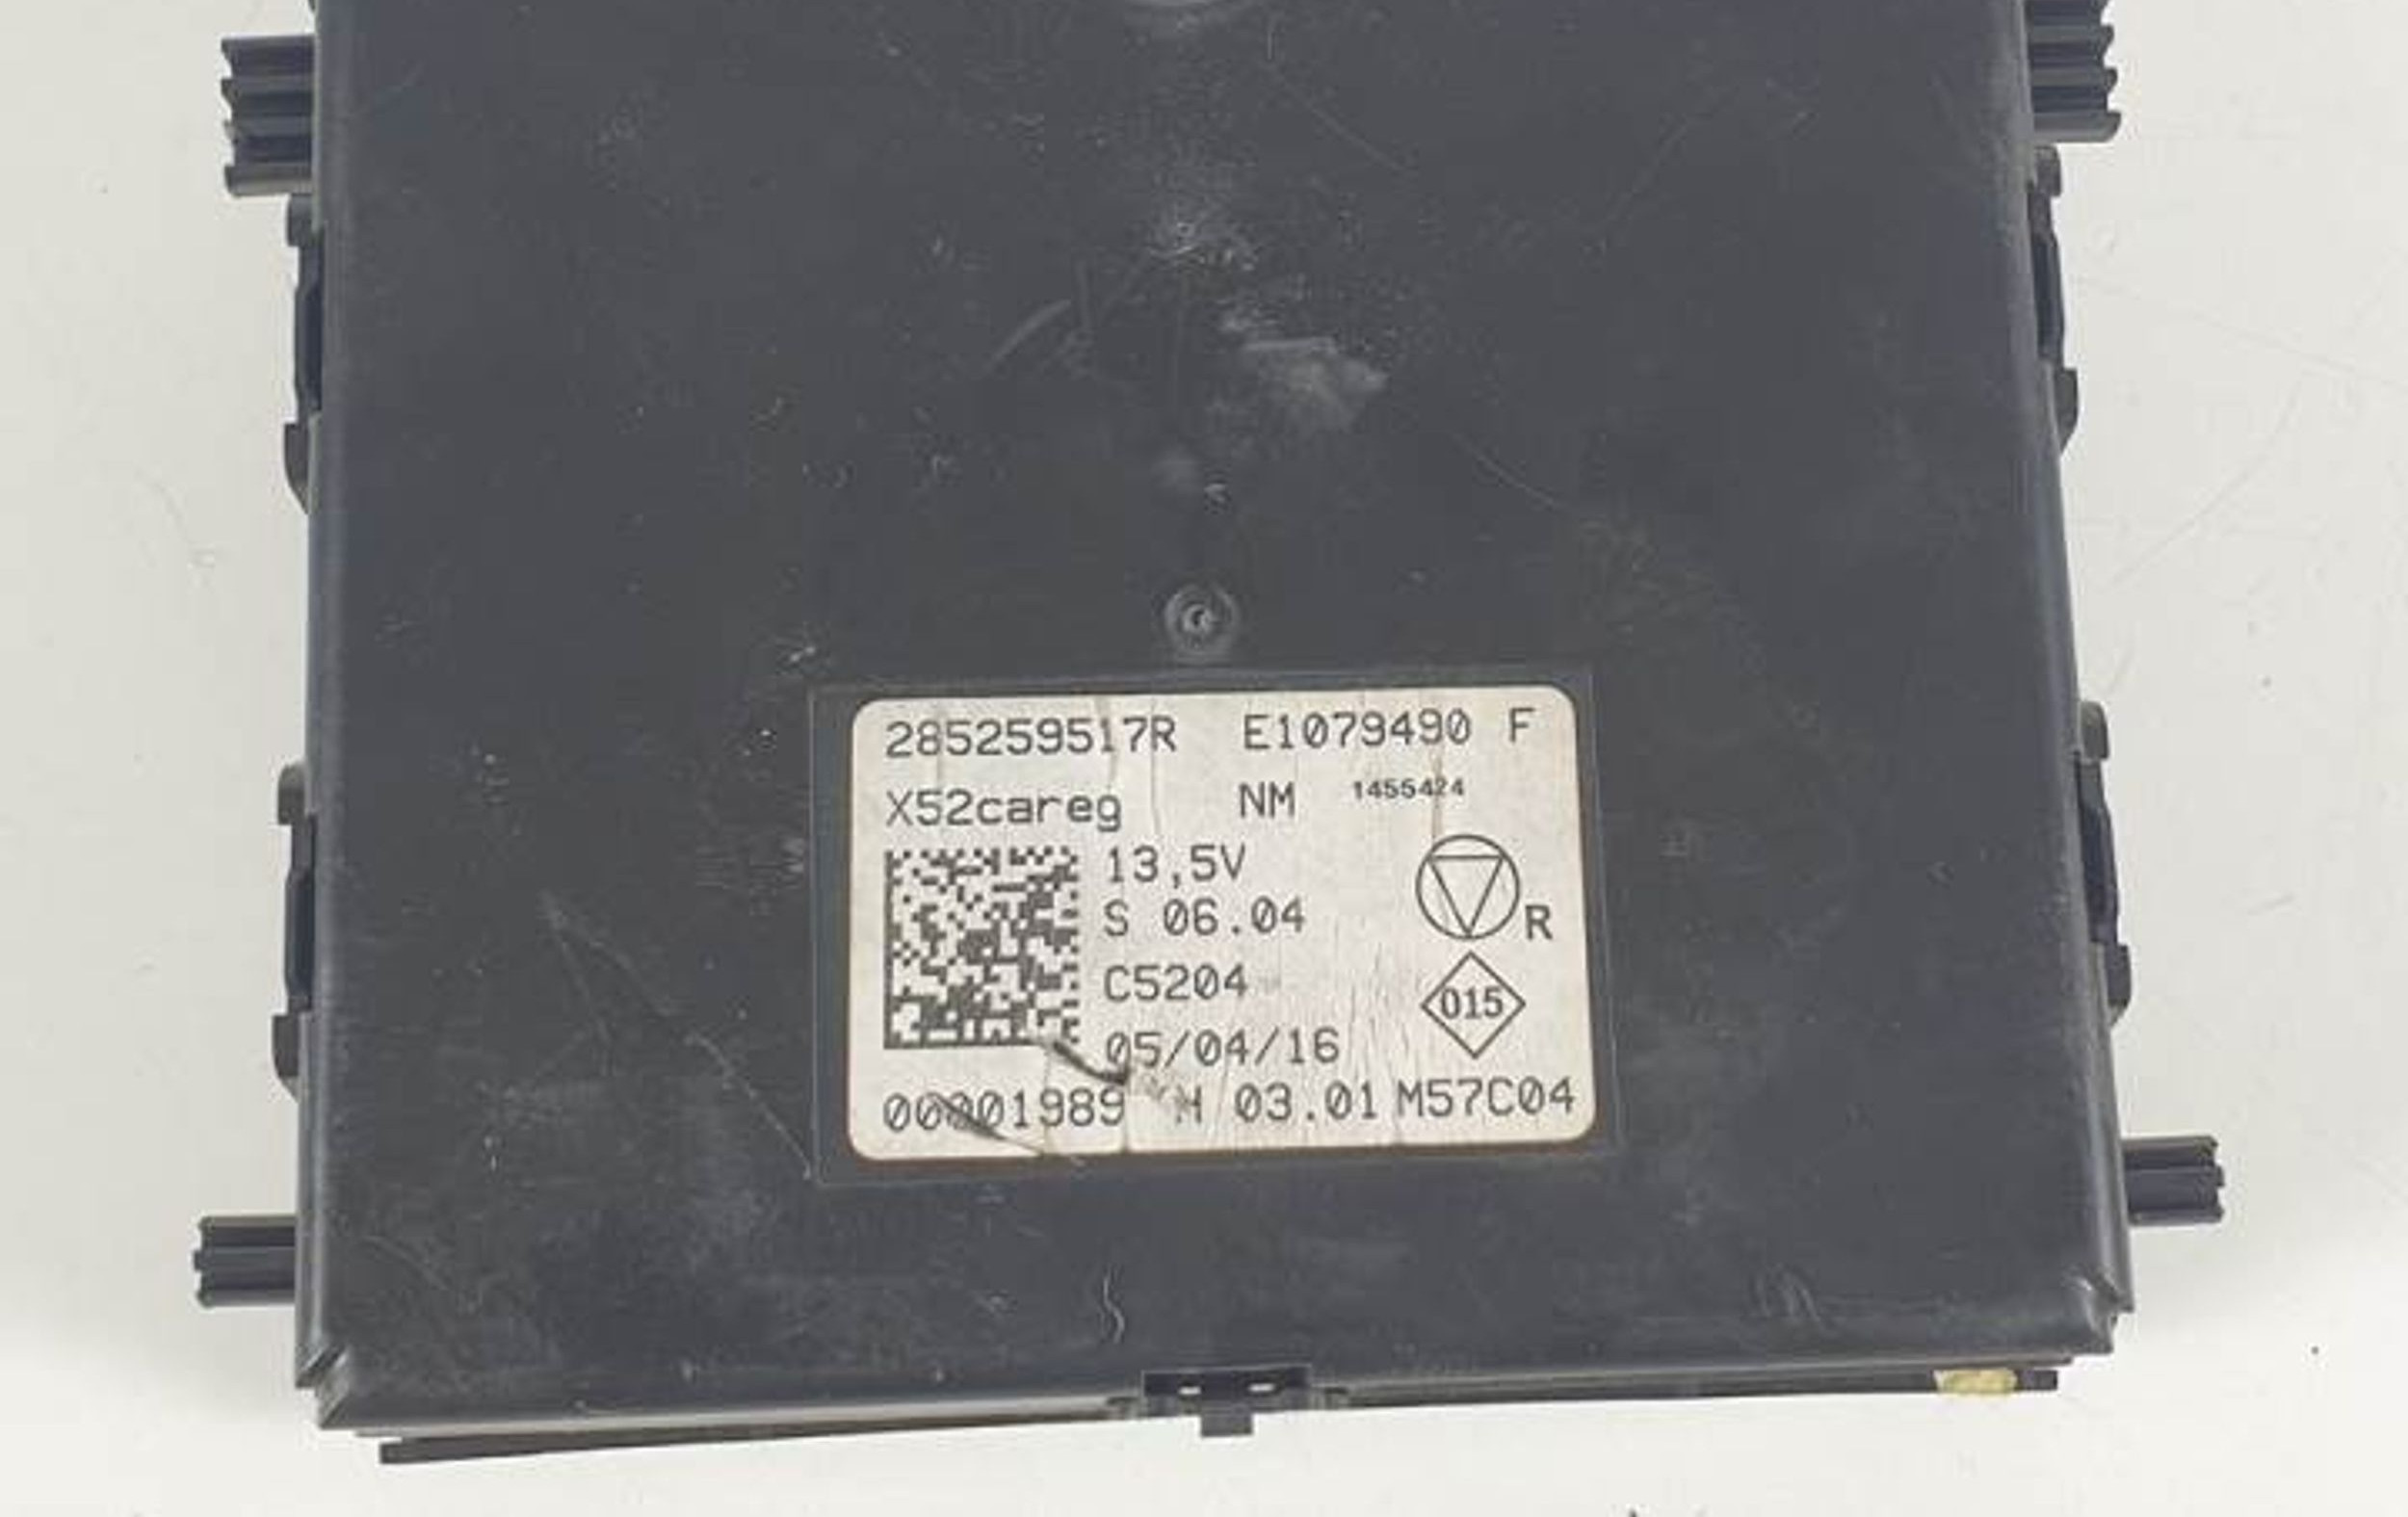 285259517R E1079490 F
X52careg NM 1455424
13,5V
S 06.04
R
C5204
015
05/04/16
00001989 H 03.01 M57C04